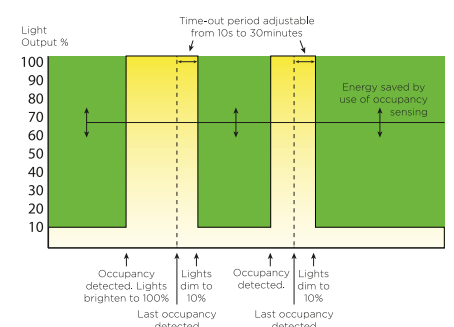 Time-out period adjustable
from 10s to 30minutes
Light
Output %
100
90
80
70
60
50
40
30
20
10
Energy saved by
use of occupancy
sensing
Occupancy
detected. Lights
brighten to 100%
Last occupancy
detected
Lights
dim to
10%
Occupancy
detected.
Last occupancy
detected
Lights
dim to
10%